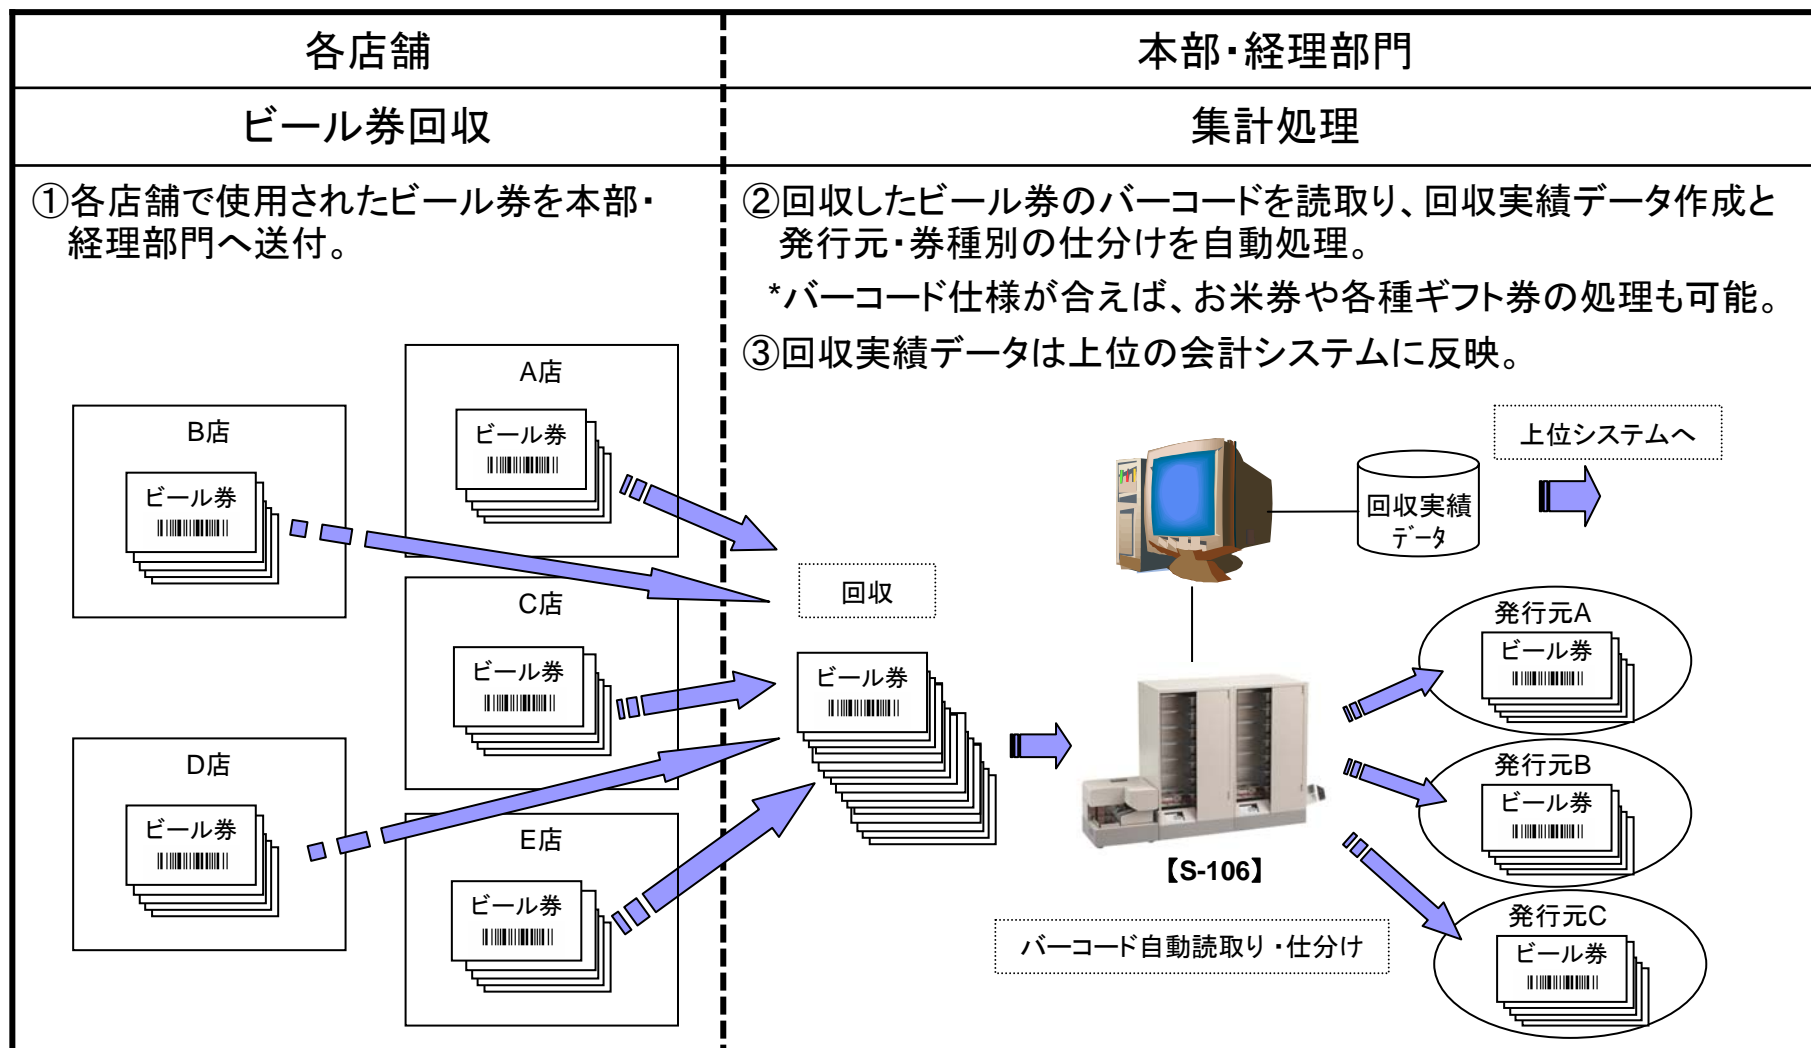 各店舗
本部・経理部門
ビール券回収
集計処理
①各店舗で使用されたビール券を本部・
経理部門へ送付。
②回収したビール券のバーコードを読取り、回収実績データ作成と
発行元・券種別の仕分けを自動処理。
*バーコード仕様が合えば、お米券や各種ギフト券の処理も可能。
③回収実績データは上位の会計システムに反映。
A店
ビール券
B店
ビール券
C店
ビール券
D店
ビール券
E店
ビール券
回収
ビール券
回収実績
データ
上位システムへ
【S-106】
バーコード自動読取り・仕分け
発行元A
ビール券
発行元B
ビール券
発行元C
ビール券